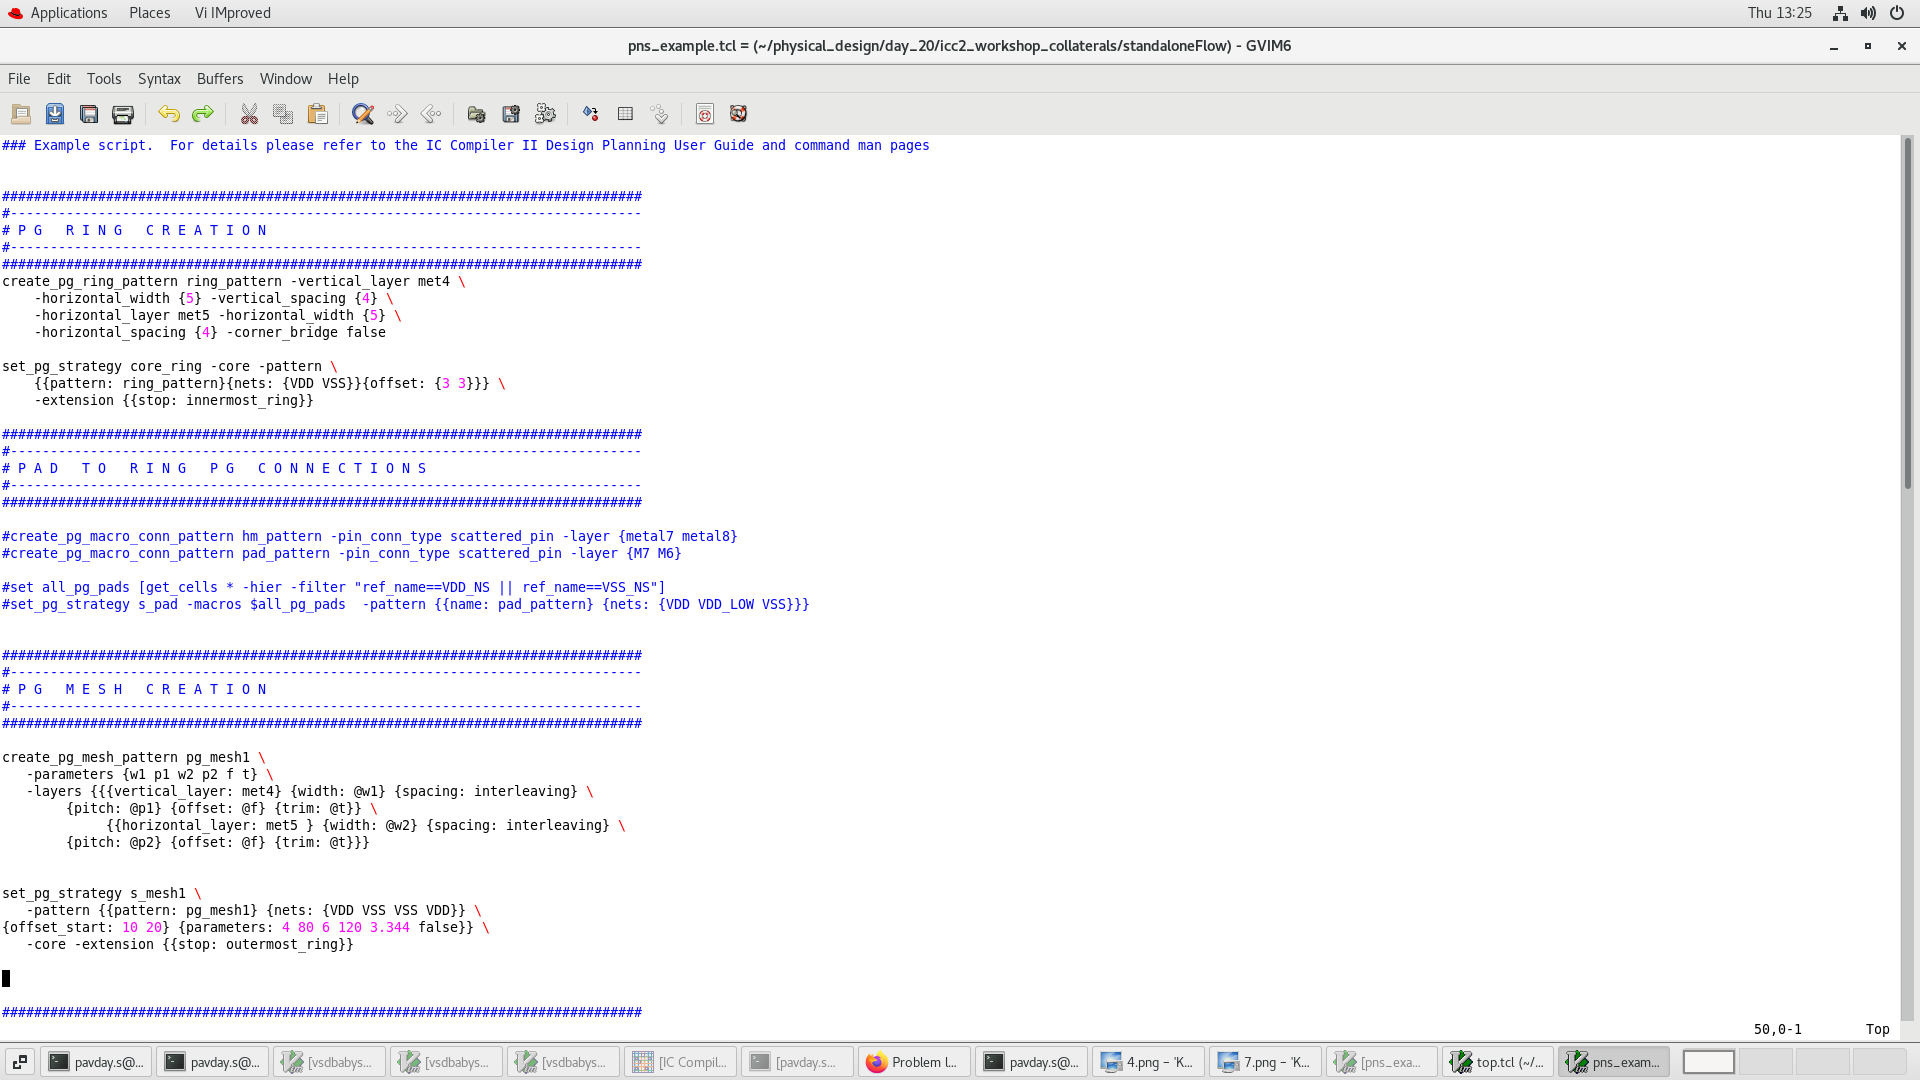 Applications Places Vi IMproved Thu 13:25
pns_example.tcl = (~/physical_design/day_20/icc2_workshop_collaterals/standaloneFlow) - GVIM6
File Edit Tools Syntax Buffers Window Help
### Example script.  For details please refer to the IC Compiler II Design Planning User Guide and command man pages
################################################################################
#-------------------------------------------------------------------------------
# P G   R I N G   C R E A T I O N
#-------------------------------------------------------------------------------
################################################################################
create_pg_ring_pattern ring_pattern -vertical_layer met4 \
    -horizontal_width {5} -vertical_spacing {4} \
    -horizontal_layer met5 -horizontal_width {5} \
    -horizontal_spacing {4} -corner_bridge false
set_pg_strategy core_ring -core -pattern \
    {{pattern: ring_pattern}{nets: {VDD VSS}}{offset: {3 3}}} \
    -extension {{stop: innermost_ring}}
################################################################################
#-------------------------------------------------------------------------------
# P A D   T O   R I N G   P G   C O N N E C T I O N S
#-------------------------------------------------------------------------------
################################################################################
#create_pg_macro_conn_pattern hm_pattern -pin_conn_type scattered_pin -layer {metal7 metal8}
#create_pg_macro_conn_pattern pad_pattern -pin_conn_type scattered_pin -layer {M7 M6}
#set all_pg_pads [get_cells * -hier -filter "ref_name==VDD_NS || ref_name==VSS_NS"]
#set_pg_strategy s_pad -macros $all_pg_pads  -pattern {{name: pad_pattern} {nets: {VDD VDD_LOW VSS}}}
################################################################################
#-------------------------------------------------------------------------------
# P G   M E S H   C R E A T I O N
#-------------------------------------------------------------------------------
################################################################################
create_pg_mesh_pattern pg_mesh1 \
   -parameters {w1 p1 w2 p2 f t} \
   -layers {{{vertical_layer: met4} {width: @w1} {spacing: interleaving} \
        {pitch: @p1} {offset: @f} {trim: @t}} \
             {{horizontal_layer: met5 } {width: @w2} {spacing: interleaving} \
        {pitch: @p2} {offset: @f} {trim: @t}}}
set_pg_strategy s_mesh1 \
   -pattern {{pattern: pg_mesh1} {nets: {VDD VSS VSS VDD}} \
{offset_start: 10 20} {parameters: 4 80 6 120 3.344 false}} \
   -core -extension {{stop: outermost_ring}}
################################################################################
50,0-1 Top
pavday.s@... pavday.s@... [vsdbabys... [vsdbabys... [vsdbabys... [IC Compil... [pavday.s... Problem l... pavday.s@... 4.png – 'K... 7.png – 'K... [pns_exa... top.tcl (~/... pns_exam...